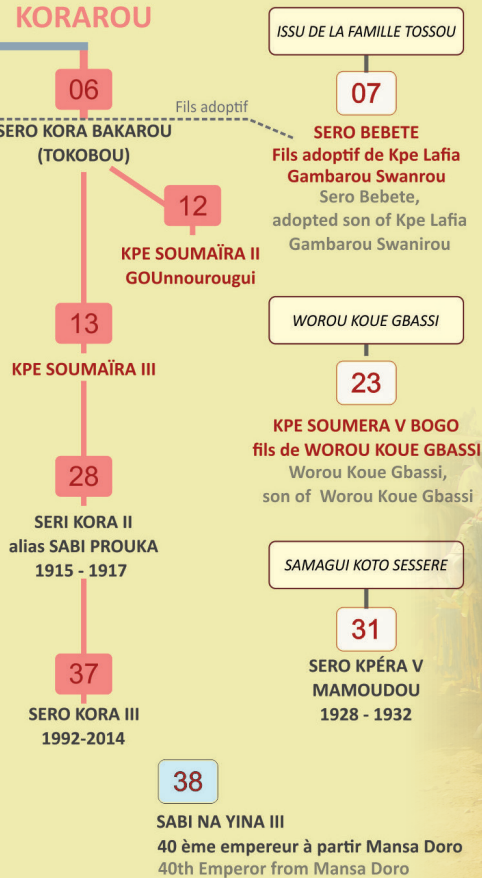 KORAROU
06
SERO KORA BAKAROU
(TOKOBOU)
12
KPE SOUMAÏRA II
GOUnnourougui
13
KPE SOUMAÏRA III
28
SERI KORA II
alias SABI PROUKA
1915 - 1917
37
SERO KORA III
1992-2014
Fils adoptif
ISSU DE LA FAMILLE TOSSOU
07
SERO BEBETE
Fils adoptif de Kpe Lafia
Gambarou Swanrou
Sero Bebete,
adopted son of Kpe Lafia
Gambarou Swanirou
WOROU KOUE GBASSI
23
KPE SOUMERA V BOGO
fils de WOROU KOUE GBASSI
Worou Koue Gbassi,
son of Worou Koue Gbassi
SAMAGUI KOTO SESSERE
31
SERO KPÉRA V
MAMOUDOU
1928 - 1932
38
SABI NA YINA III
40 ème empereur à partir Mansa Doro
40th Emperor from Mansa Doro